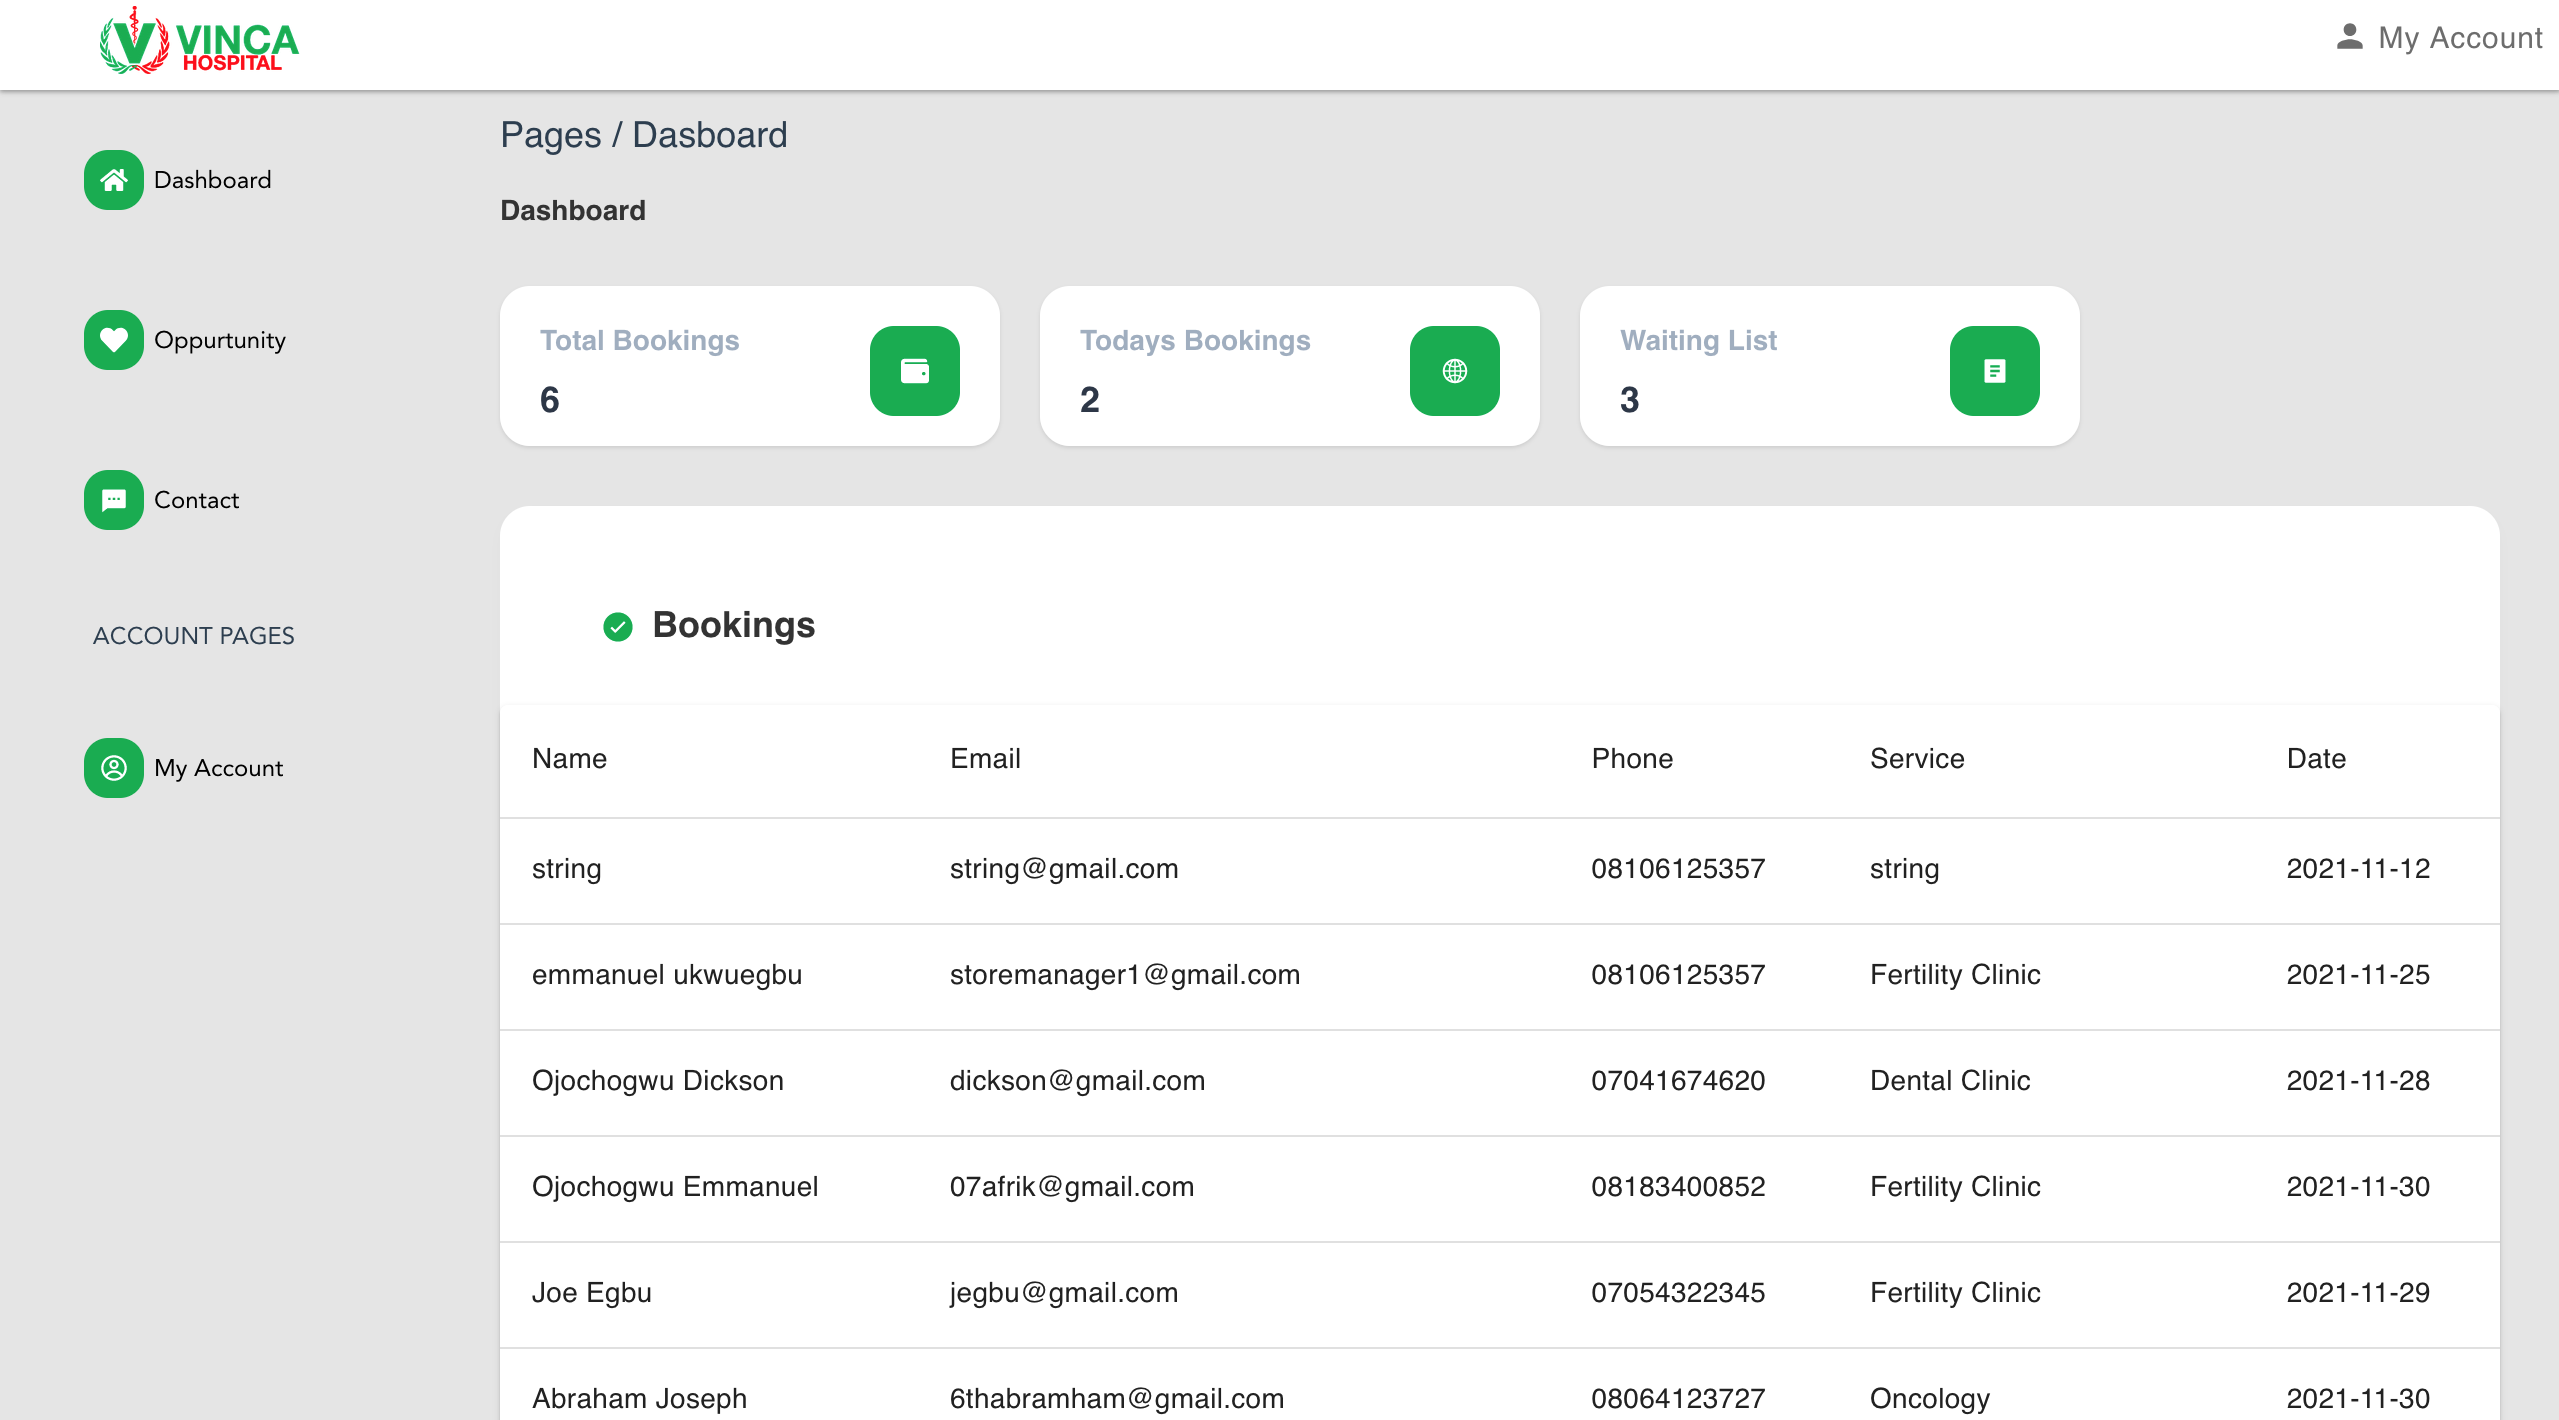 VINCA
HOSPITAL
My Account
Pages / Dasboard
Dashboard
Dashboard
Oppurtunity
Contact
ACCOUNT PAGES
My Account
Total Bookings
6
Todays Bookings
2
Waiting List
3
Bookings
Name Email Phone Service Date
string string@gmail.com 08106125357 string 2021-11-12
emmanuel ukwuegbu storemanager1@gmail.com 08106125357 Fertility Clinic 2021-11-25
Ojochogwu Dickson dickson@gmail.com 07041674620 Dental Clinic 2021-11-28
Ojochogwu Emmanuel 07afrik@gmail.com 08183400852 Fertility Clinic 2021-11-30
Joe Egbu jegbu@gmail.com 07054322345 Fertility Clinic 2021-11-29
Abraham Joseph 6thabramham@gmail.com 08064123727 Oncology 2021-11-30